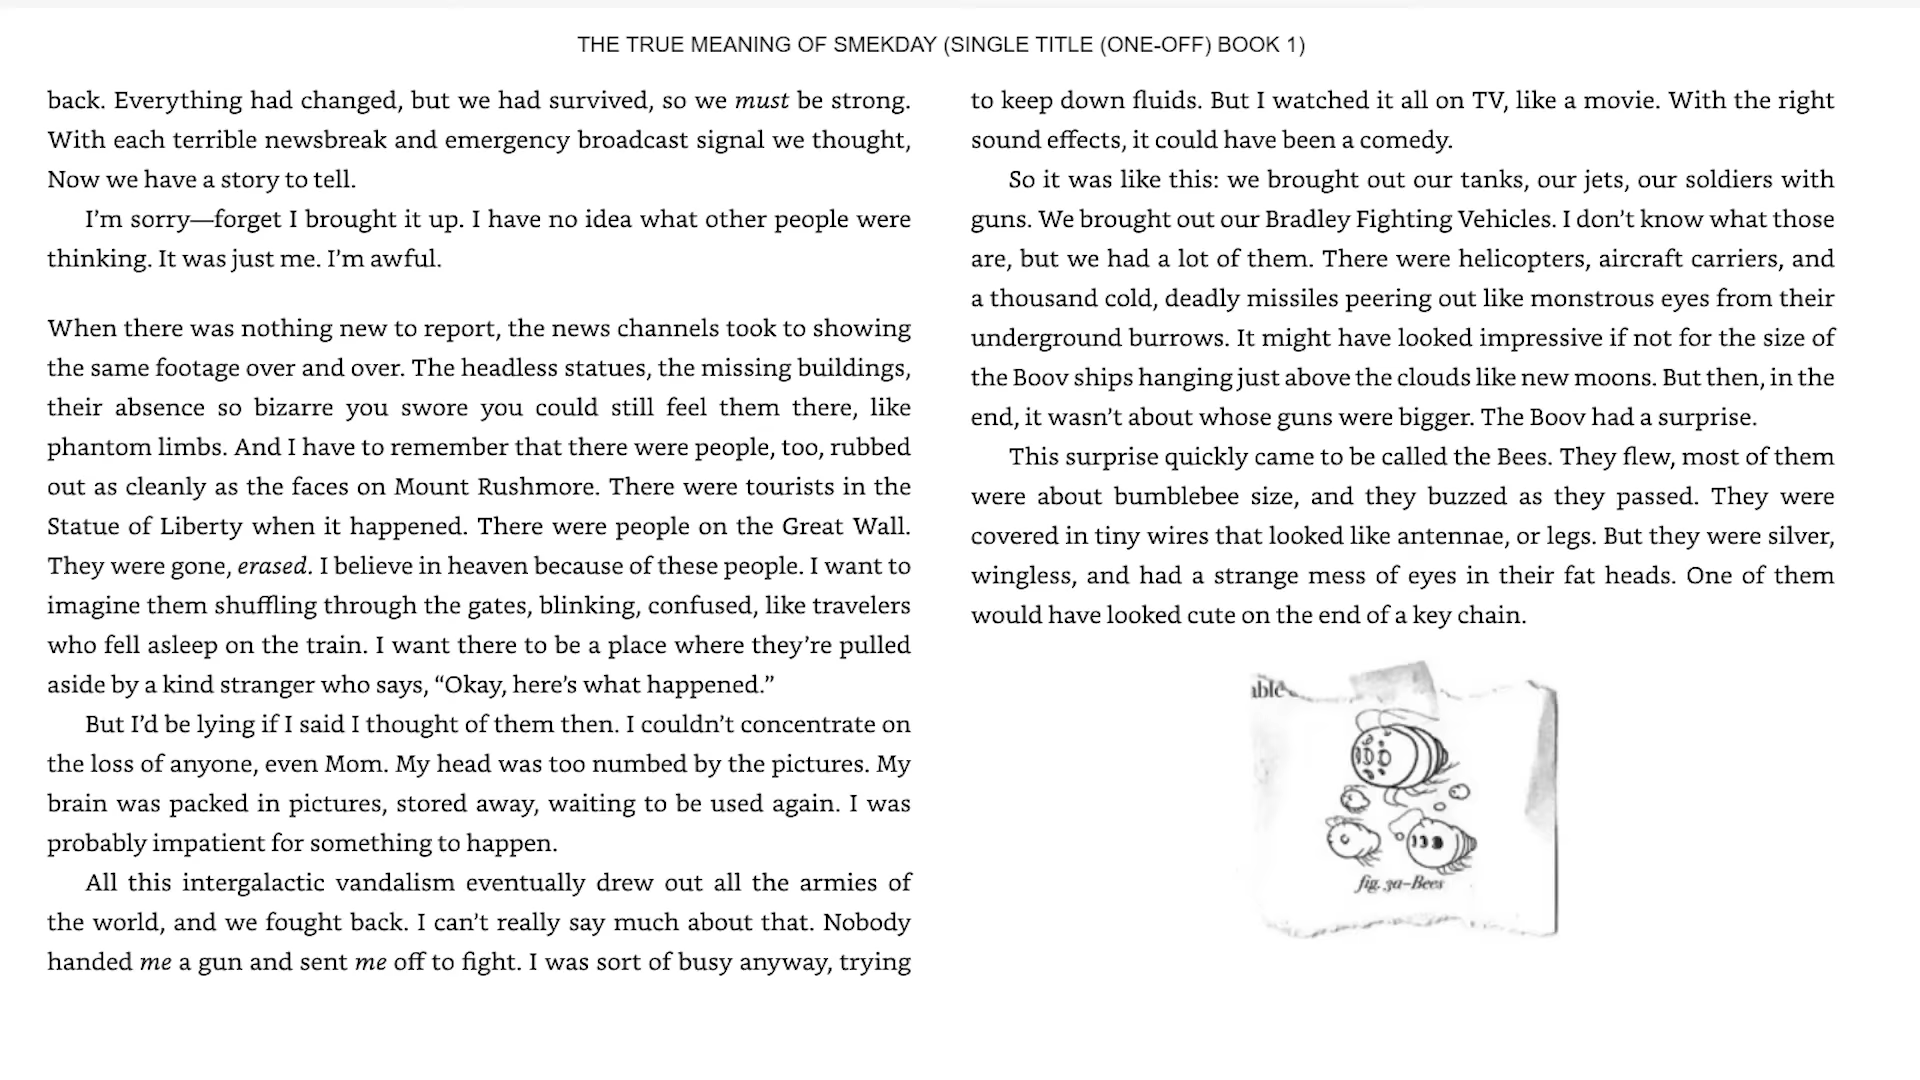 THE TRUE MEANING OF SMEKDAY (SINGLE TITLE (ONE-OFF) BOOK 1)
back. Everything had changed, but we had survived, so we must be strong.
With each terrible newsbreak and emergency broadcast signal we thought,
Now we have a story to tell.
I’m sorry—forget I brought it up. I have no idea what other people were
thinking. It was just me. I’m awful.
When there was nothing new to report, the news channels took to showing
the same footage over and over. The headless statues, the missing buildings,
their absence so bizarre you swore you could still feel them there, like
phantom limbs. And I have to remember that there were people, too, rubbed
out as cleanly as the faces on Mount Rushmore. There were tourists in the
Statue of Liberty when it happened. There were people on the Great Wall.
They were gone, erased. I believe in heaven because of these people. I want to
imagine them shuffling through the gates, blinking, confused, like travelers
who fell asleep on the train. I want there to be a place where they’re pulled
aside by a kind stranger who says, “Okay, here’s what happened.”
But I’d be lying if I said I thought of them then. I couldn’t concentrate on
the loss of anyone, even Mom. My head was too numbed by the pictures. My
brain was packed in pictures, stored away, waiting to be used again. I was
probably impatient for something to happen.
All this intergalactic vandalism eventually drew out all the armies of
the world, and we fought back. I can’t really say much about that. Nobody
handed me a gun and sent me off to fight. I was sort of busy anyway, trying
to keep down fluids. But I watched it all on TV, like a movie. With the right
sound effects, it could have been a comedy.
So it was like this: we brought out our tanks, our jets, our soldiers with
guns. We brought out our Bradley Fighting Vehicles. I don’t know what those
are, but we had a lot of them. There were helicopters, aircraft carriers, and
a thousand cold, deadly missiles peering out like monstrous eyes from their
underground burrows. It might have looked impressive if not for the size of
the Boov ships hanging just above the clouds like new moons. But then, in the
end, it wasn’t about whose guns were bigger. The Boov had a surprise.
This surprise quickly came to be called the Bees. They flew, most of them
were about bumblebee size, and they buzzed as they passed. They were
covered in tiny wires that looked like antennae, or legs. But they were silver,
wingless, and had a strange mess of eyes in their fat heads. One of them
would have looked cute on the end of a key chain.
able
fig. 3a–Bees